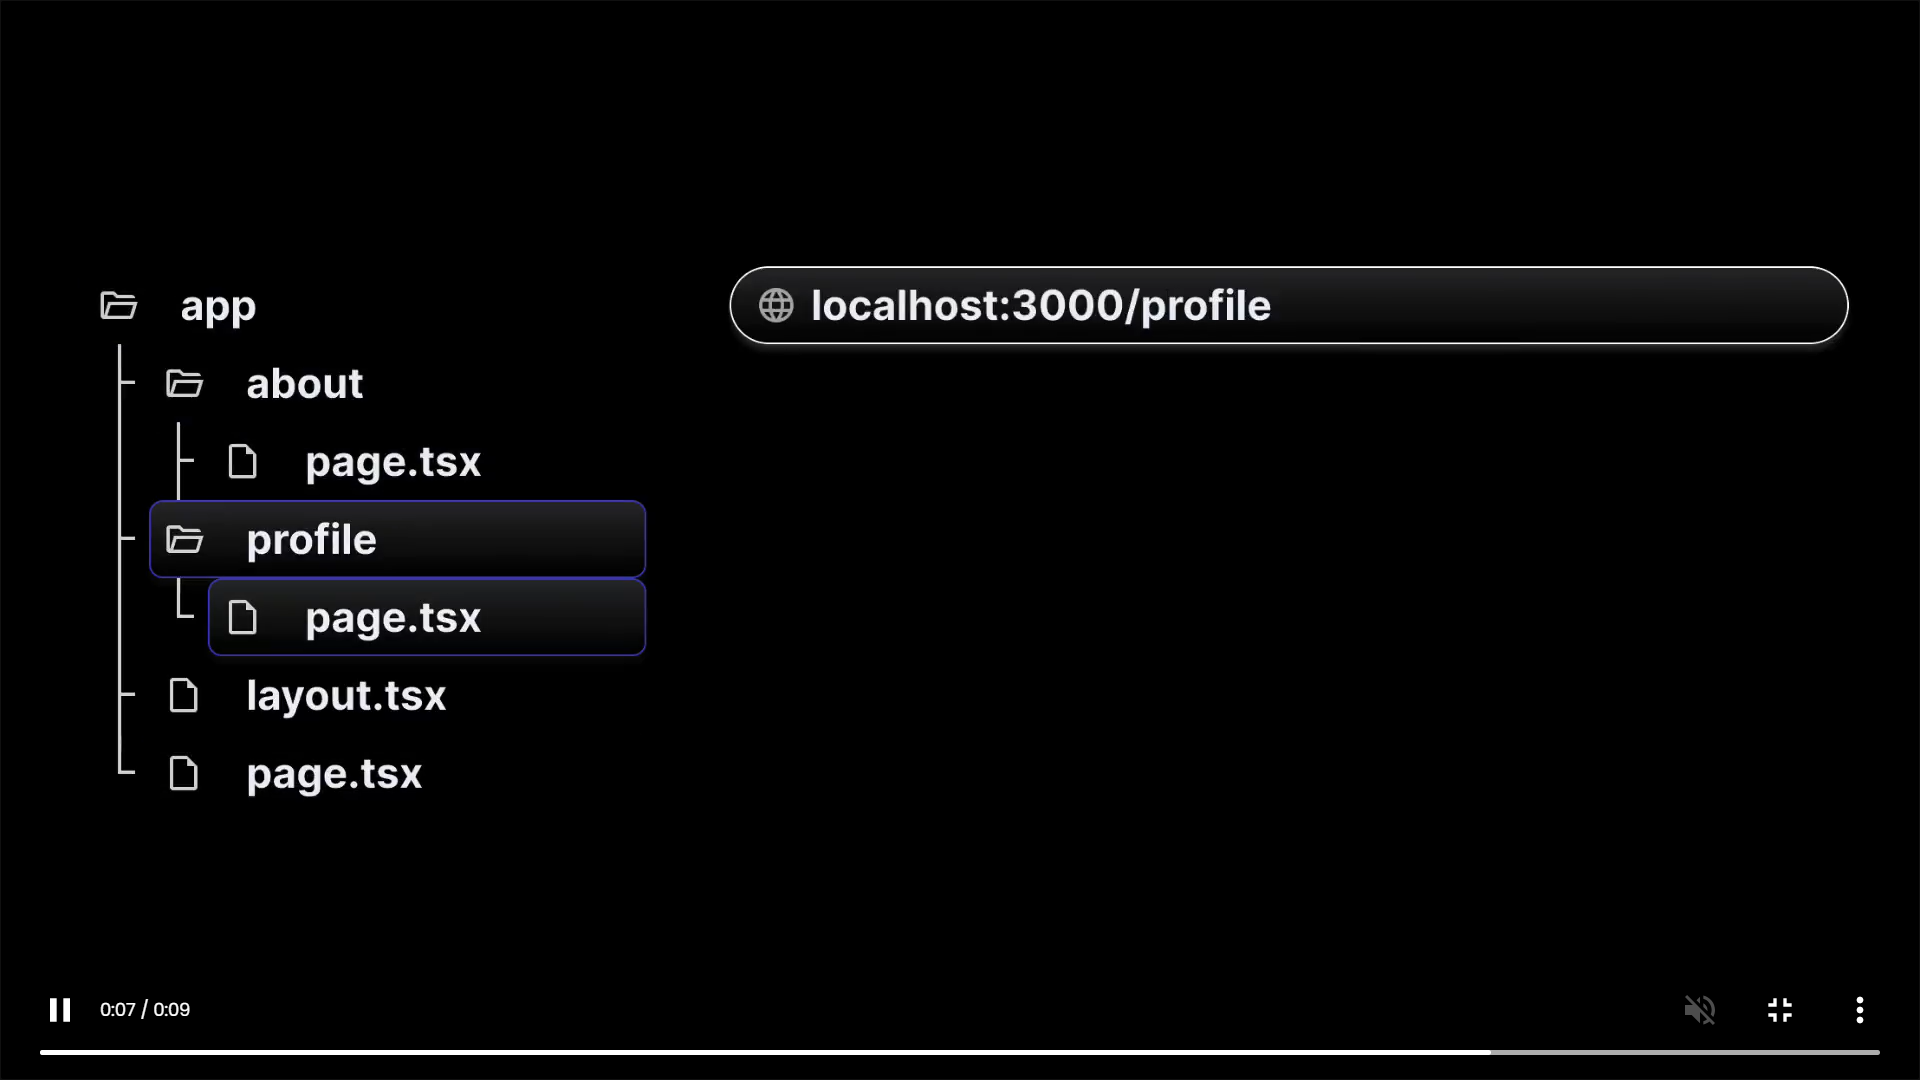 app
localhost:3000/profile
about
page.tsx
profile
page.tsx
layout.tsx
page.tsx
0:07 / 0:09